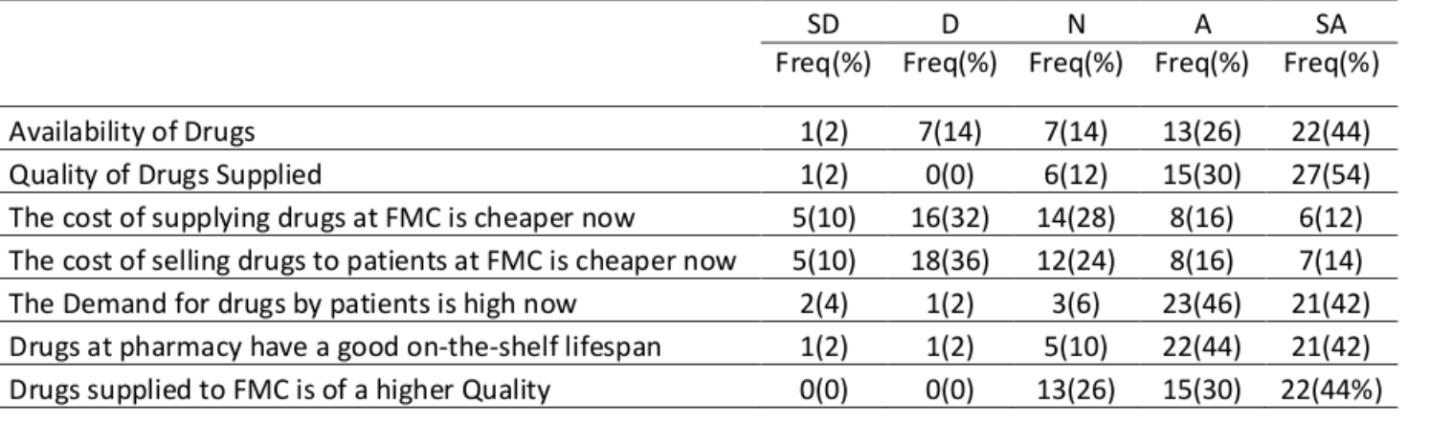 SD D N A SA
Freq(%) Freq(%) Freq(%) Freq(%) Freq(%)
Availability of Drugs 1(2) 7(14) 7(14) 13(26) 22(44)
Quality of Drugs Supplied 1(2) 0(0) 6(12) 15(30) 27(54)
The cost of supplying drugs at FMC is cheaper now 5(10) 16(32) 14(28) 8(16) 6(12)
The cost of selling drugs to patients at FMC is cheaper now 5(10) 18(36) 12(24) 8(16) 7(14)
The Demand for drugs by patients is high now 2(4) 1(2) 3(6) 23(46) 21(42)
Drugs at pharmacy have a good on-the-shelf lifespan 1(2) 1(2) 5(10) 22(44) 21(42)
Drugs supplied to FMC is of a higher Quality 0(0) 0(0) 13(26) 15(30) 22(44%)